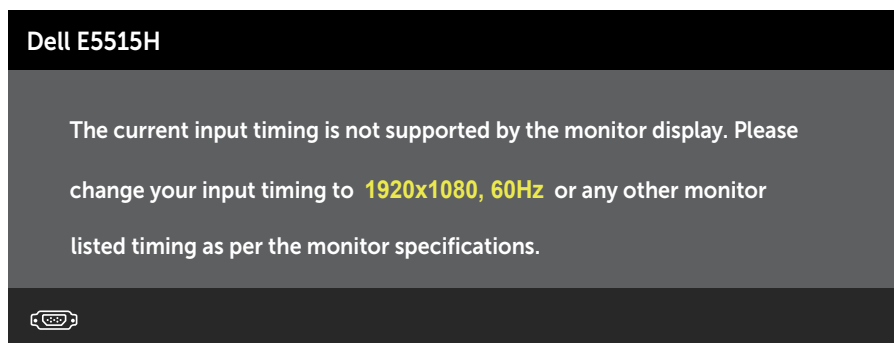 Dell E5515H
The current input timing is not supported by the monitor display. Please
change your input timing to 1920x1080, 60Hz or any other monitor
listed timing as per the monitor specifications.